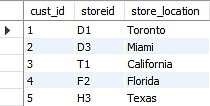 cust_id storeid store_location
1 D1 Toronto
2 D3 Miami
3 T1 California
4 F2 Florida
5 H3 Texas